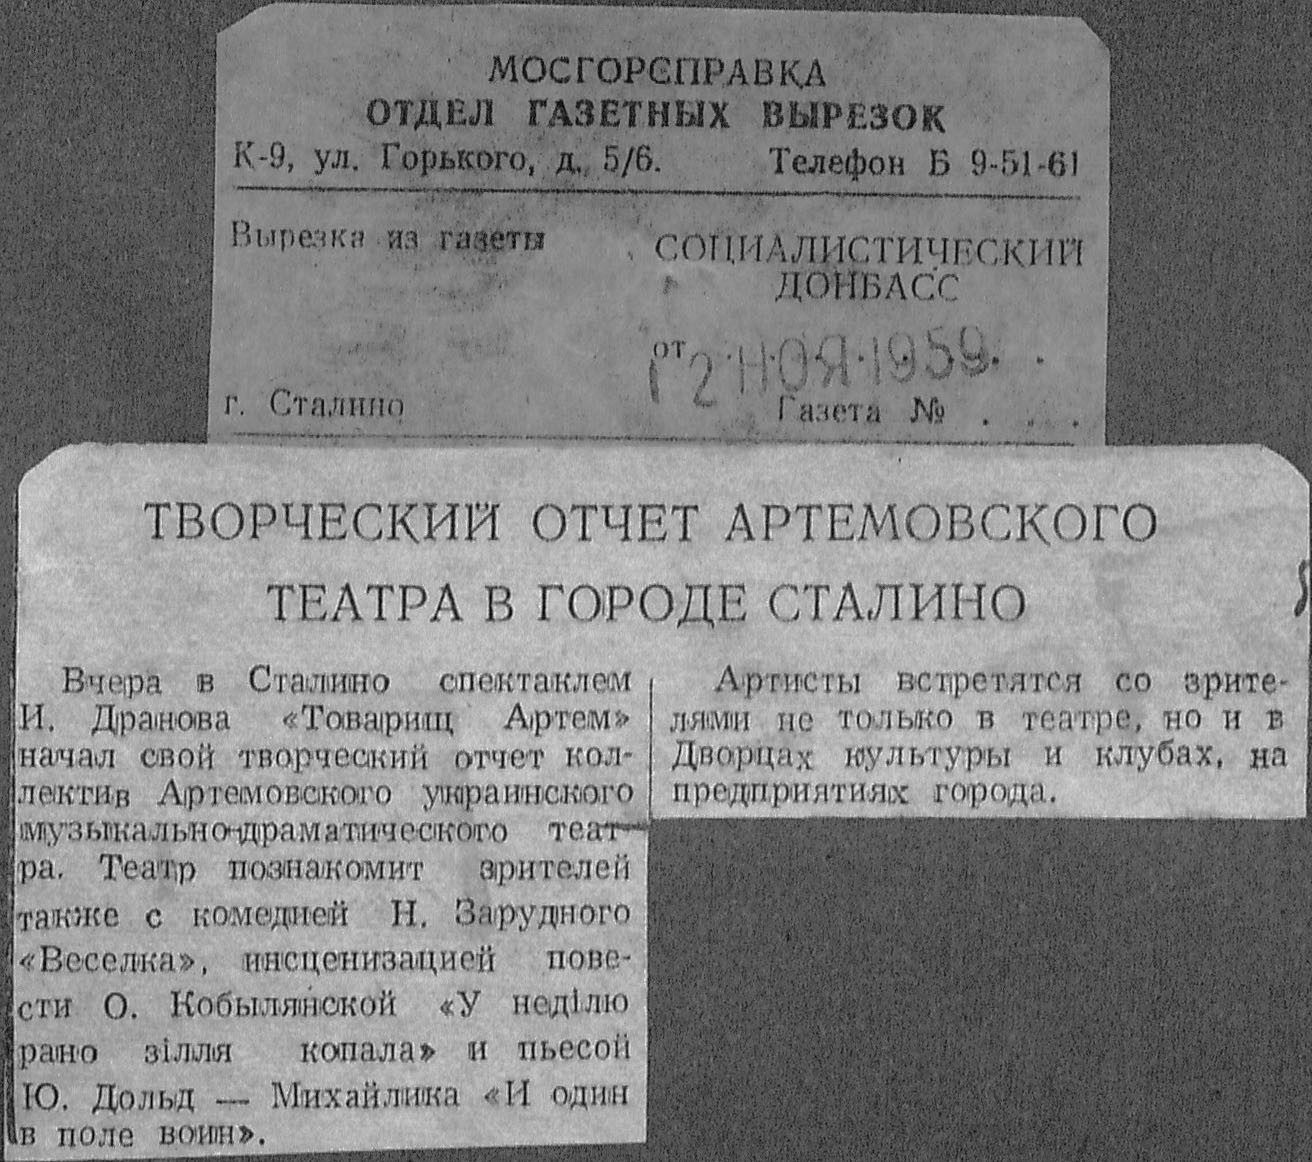 МОСГОРСПРАВКА
ОТДЕЛ ГАЗЕТНЫХ ВЫРЕЗОК
К-9, ул. Горького, д. 5/6. Телефон Б 9-51-61
Вырезка из газеты
СОЦИАЛИСТИЧЕСКИЙ
ДОНБАСС
от
12 НОЯ 1959
г. Сталино
Газета № . . .
ТВОРЧЕСКИЙ ОТЧЕТ АРТЕМОВСКОГО
ТЕАТРА В ГОРОДЕ СТАЛИНО
Вчера в Сталино спектаклем
И. Дранова «Товарищ Артем»
начал свой творческий отчет кол-
лектив Артемовского украинского
музыкально-драматического теат-
ра. Театр познакомит зрителей
также с комедией Н. Зарудного
«Веселка», инсценизацией пове-
сти О. Кобылянской «У неділю
рано зілля копала» и пьесой
Ю. Дольд — Михайлика «И один
в поле воин».
Артисты встретятся со зрите-
лями не только в театре, но и в
Дворцах культуры и клубах, на
предприятиях города.